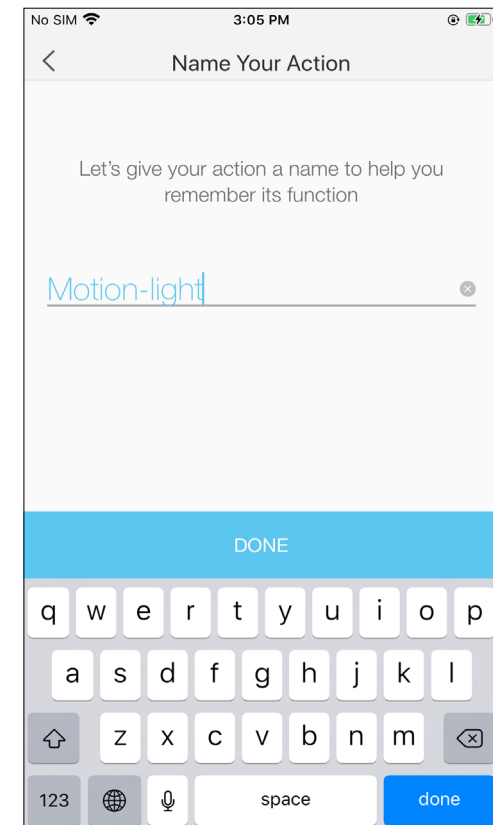 No SIM 3:05 PM
Name Your Action
Let's give your action a name to help you
remember its function
Motion-light
DONE
q w e r t y u i o p
a s d f g h j k l
z x c v b n m
123 space done